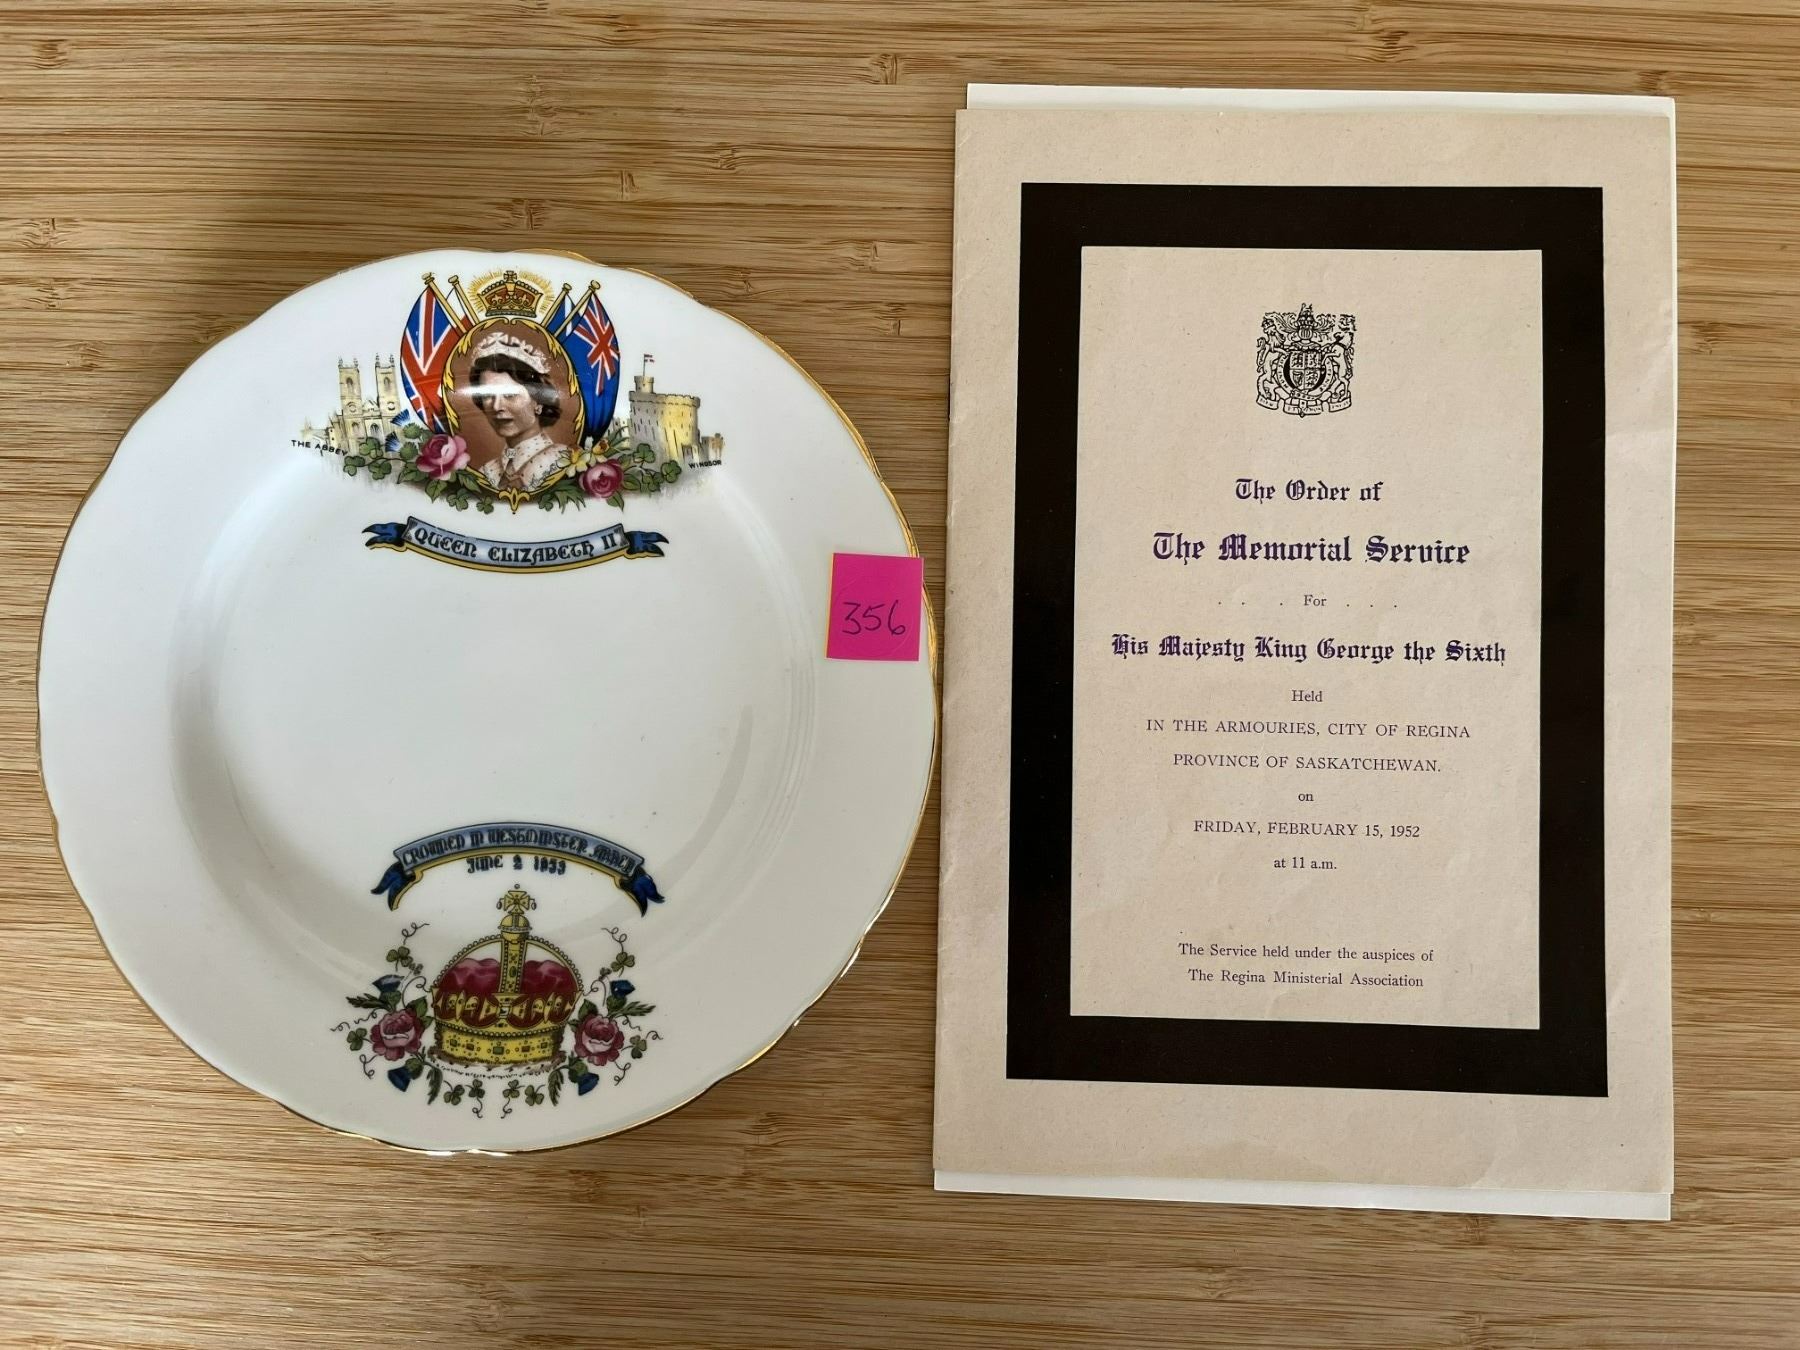 THE ABBEY
WINDSOR
QUEEN ELIZABETH II
356
CROWNED IN WESTMINSTER ABBEY
JUNE 2 1953
The Order of
The Memorial Service
. . . For . . .
His Majesty King George the Sixth
Held
IN THE ARMOURIES, CITY OF REGINA
PROVINCE OF SASKATCHEWAN.
on
FRIDAY, FEBRUARY 15, 1952
at 11 a.m.
The Service held under the auspices of
The Regina Ministerial Association